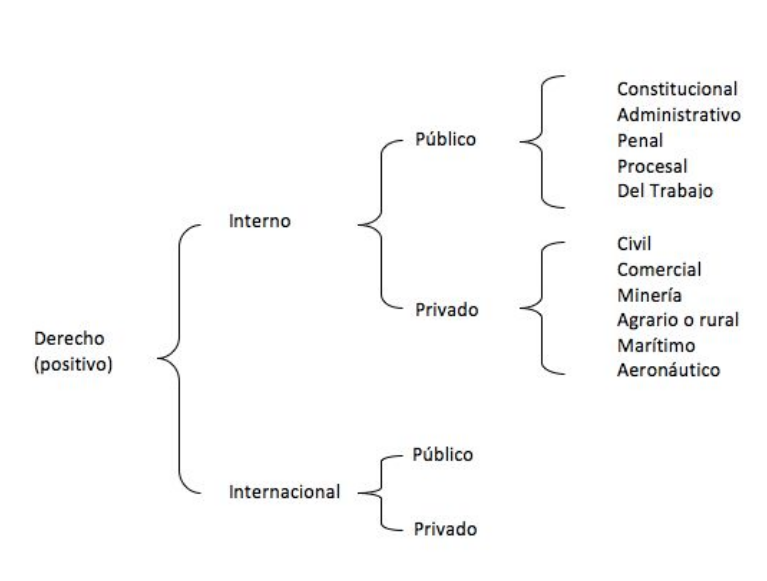 Derecho
(positivo)
Interno
Público
Constitucional
Administrativo
Penal
Procesal
Del Trabajo
Privado
Civil
Comercial
Minería
Agrario o rural
Marítimo
Aeronáutico
Internacional
Público
Privado